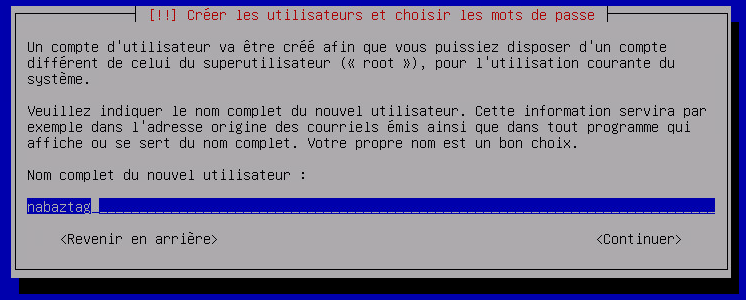 [!!] Créer les utilisateurs et choisir les mots de passe
Un compte d'utilisateur va être créé afin que vous puissiez disposer d'un compte
différent de celui du superutilisateur (« root »), pour l'utilisation courante du
système.
Veuillez indiquer le nom complet du nouvel utilisateur. Cette information servira par
exemple dans l'adresse origine des courriels émis ainsi que dans tout programme qui
affiche ou se sert du nom complet. Votre propre nom est un bon choix.
Nom complet du nouvel utilisateur :
nabaztag
<Revenir en arrière> <Continuer>